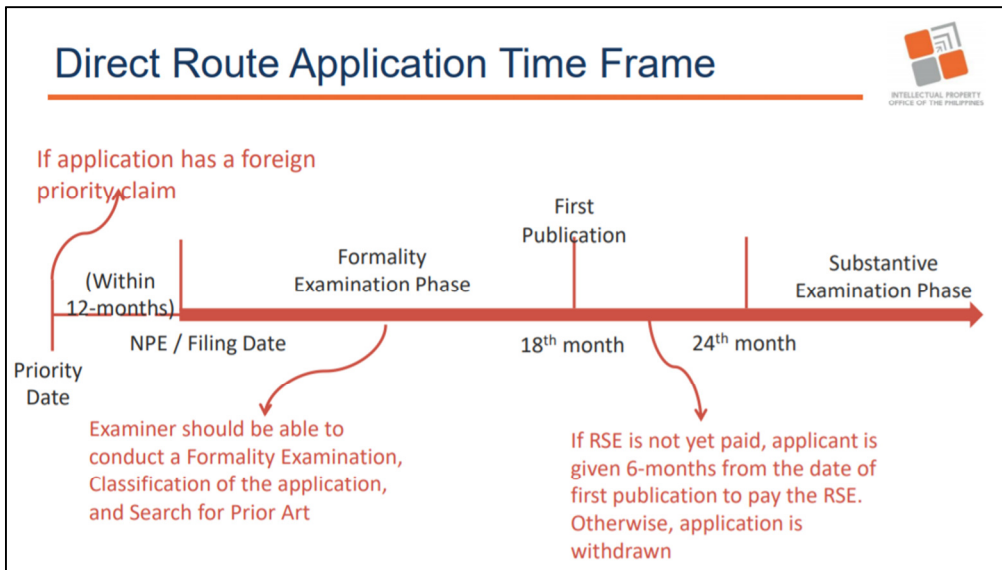 Direct Route Application Time Frame
INTELLECTUAL PROPERTY
OFFICE OF THE PHILIPPINES
If application has a foreign
priority claim
First
Publication
(Within
12-months)
Formality
Examination Phase
Substantive
Examination Phase
NPE / Filing Date
18th month
24th month
Priority
Date
Examiner should be able to
conduct a Formality Examination,
Classification of the application,
and Search for Prior Art
If RSE is not yet paid, applicant is
given 6-months from the date of
first publication to pay the RSE.
Otherwise, application is
withdrawn